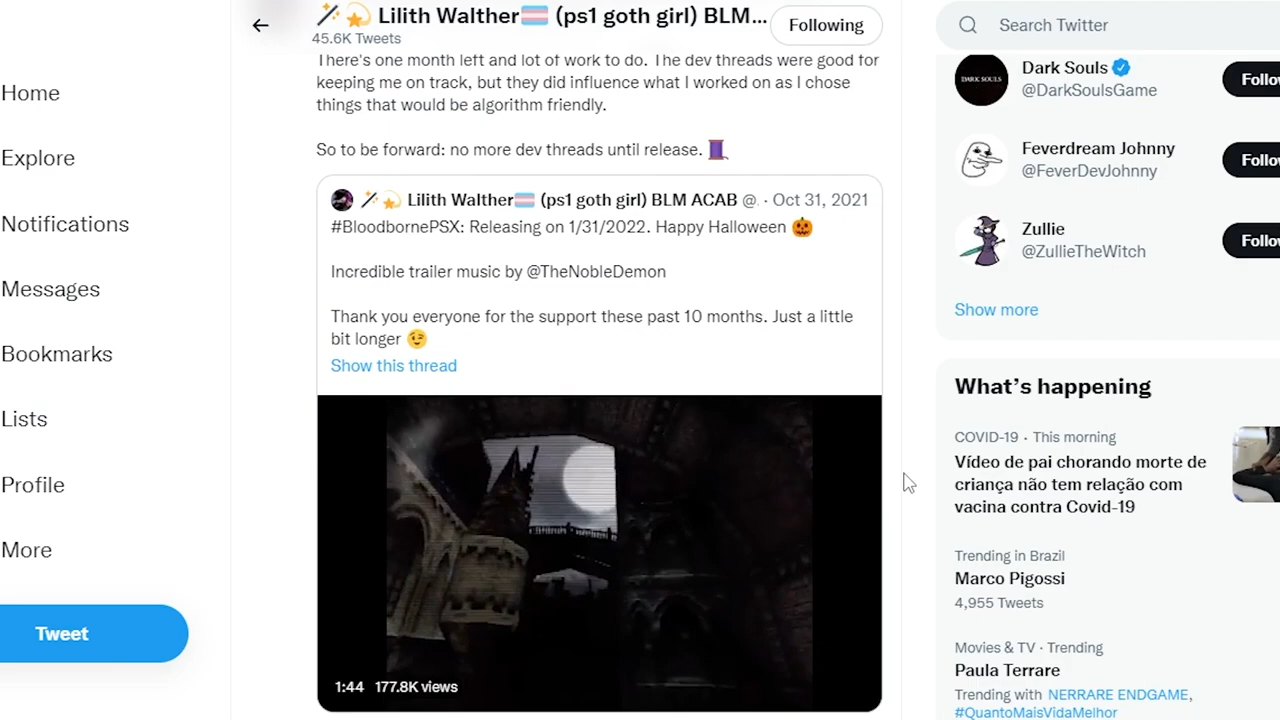 Home
Explore
Notifications
Messages
Bookmarks
Lists
Profile
More
Tweet
Lilith Walther (ps1 goth girl) BLM...
45.6K Tweets
Following
There's one month left and lot of work to do. The dev threads were good for
keeping me on track, but they did influence what I worked on as I chose
things that would be algorithm friendly.
So to be forward: no more dev threads until release.
Lilith Walther (ps1 goth girl) BLM ACAB @. · Oct 31, 2021
#BloodbornePSX: Releasing on 1/31/2022. Happy Halloween 🎃
Incredible trailer music by @TheNobleDemon
Thank you everyone for the support these past 10 months. Just a little
bit longer 😉
Show this thread
1:44 177.8K views
Search Twitter
DARK SOULS
Dark Souls
@DarkSoulsGame
Follo
Feverdream Johnny
@FeverDevJohnny
Follo
Zullie
@ZullieTheWitch
Follo
Show more
What's happening
COVID-19 · This morning
Vídeo de pai chorando morte de
criança não tem relação com
vacina contra Covid-19
Trending in Brazil
Marco Pigossi
4,955 Tweets
Movies & TV · Trending
Paula Terrare
Trending with NERRARE ENDGAME,
#QuantoMaisVidaMelhor